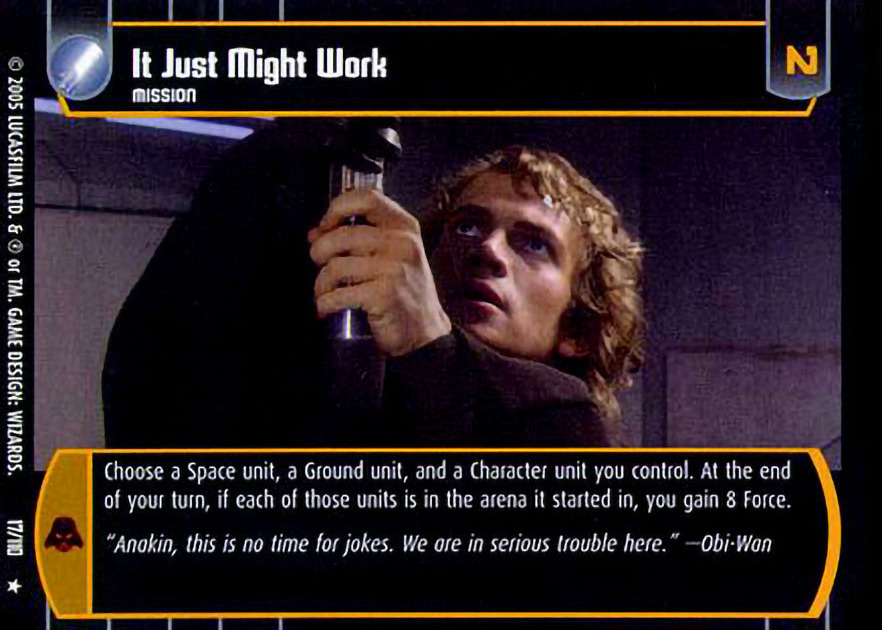 It Just Might Work
MISSION
N
Choose a Space unit, a Ground unit, and a Character unit you control. At the end
of your turn, if each of those units is in the arena it started in, you gain 8 Force.
“Anakin, this is no time for jokes. We are in serious trouble here.” —Obi-Wan
© 2005 LUCASFILM LTD. & ® or TM. GAME DESIGN: WIZARDS. 17/110 ★